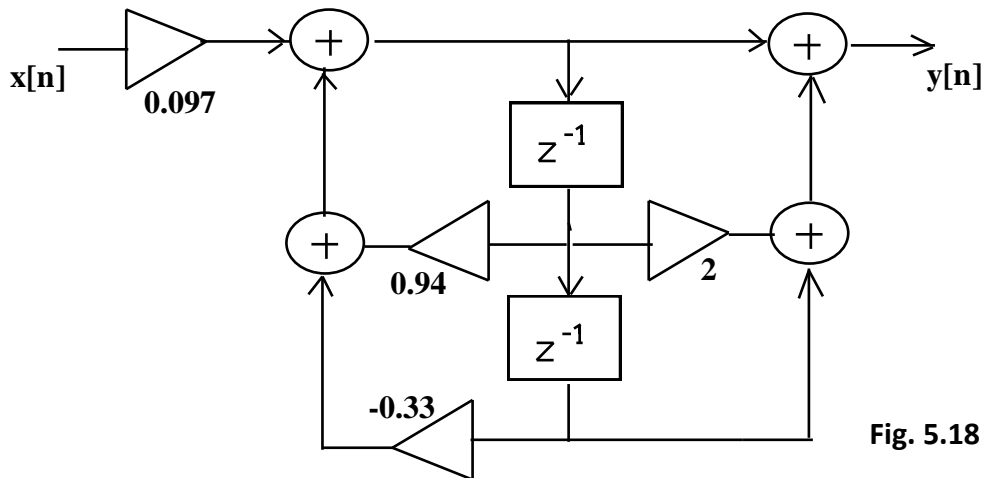 +
+
x[n]
y[n]
0.097
z⁻¹
+
+
0.94
2
z⁻¹
-0.33
Fig. 5.18